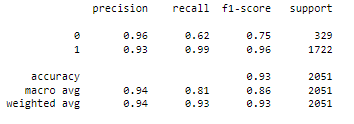 precision recall f1-score support
0 0.96 0.62 0.75 329
1 0.93 0.99 0.96 1722
accuracy 0.93 2051
macro avg 0.94 0.81 0.86 2051
weighted avg 0.94 0.93 0.93 2051